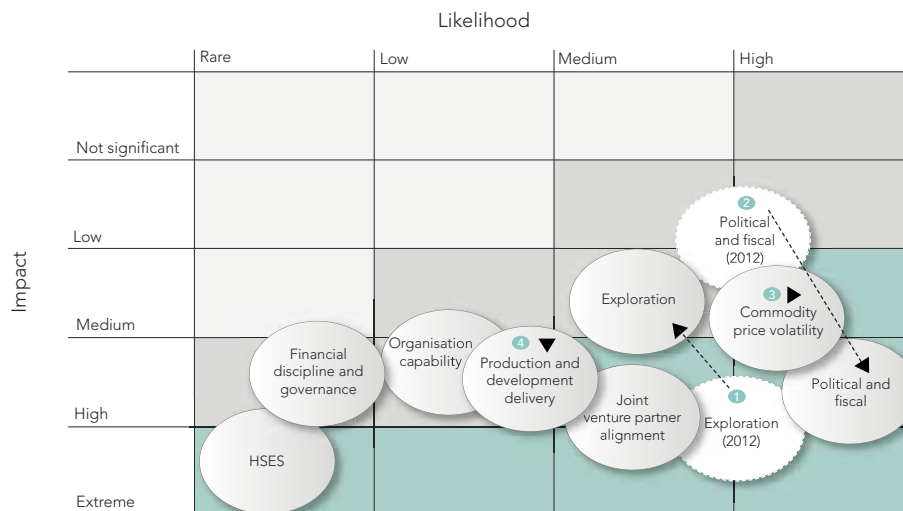 Likelihood
Rare
Low
Medium
High
Impact
Not significant
Low
Medium
High
Extreme
2
Political
and fiscal
(2012)
Exploration
3
Commodity
price volatility
Financial
discipline and
governance
Organisation
capability
4
Production and
development
delivery
Political and
fiscal
Joint
venture partner
alignment
1
Exploration
(2012)
HSES